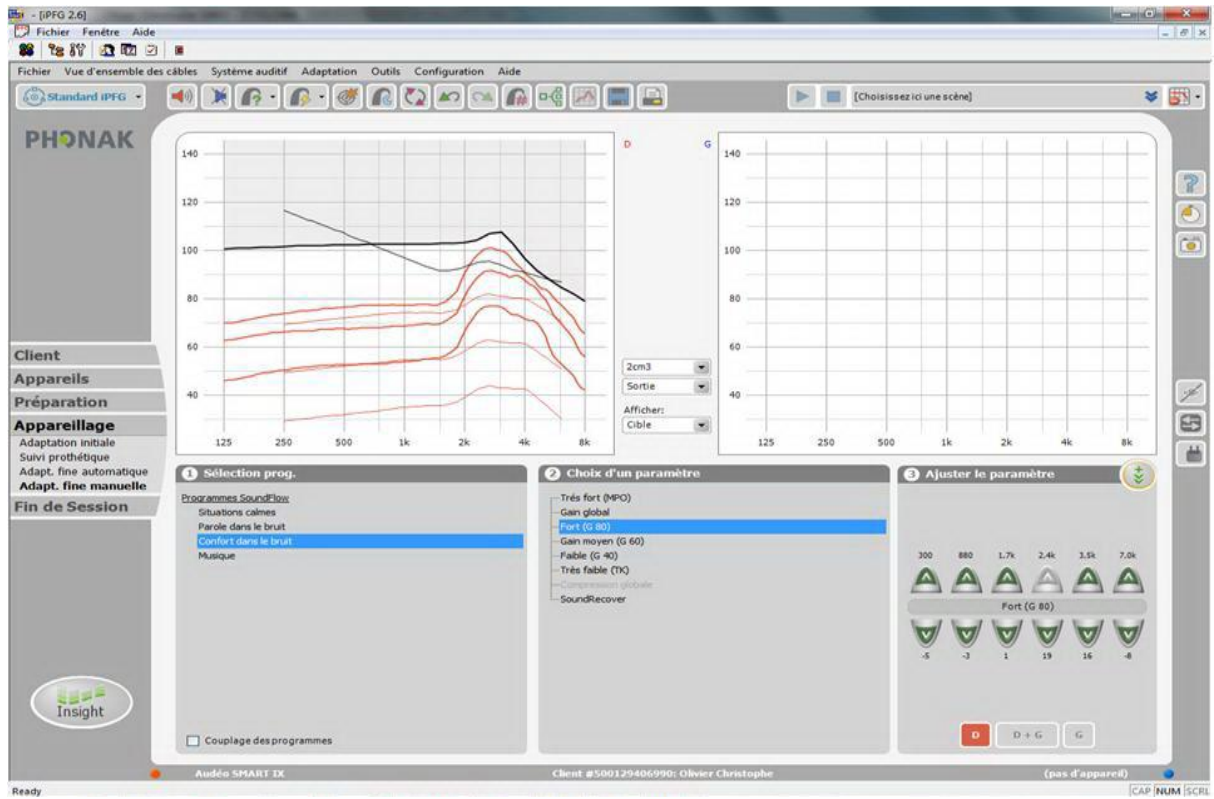 - [iPFG 2.6]
Fichier Fenêtre Aide
Fichier Vue d'ensemble des câbles Système auditif Adaptation Outils Configuration Aide
Standard iPFG
[Choisissez ici une scène]
PHONAK
D G
140
120
100
80
60
40
125 250 500 1k 2k 4k 8k
2cm3
Sortie
Afficher:
Cible
140
120
100
80
60
40
125 250 500 1k 2k 4k 8k
Client
Appareils
Préparation
Appareillage
Adaptation initiale
Suivi prothétique
Adapt. fine automatique
Adapt. fine manuelle
Fin de Session
Insight
1 Sélection prog.
Programmes SoundFlow
Situations calmes
Parole dans le bruit
Confort dans le bruit
Musique
Couplage des programmes
2 Choix d'un paramètre
Trés fort (MPO)
Gain global
Fort (G 80)
Gain moyen (G 60)
Faible (G 40)
Très faible (TK)
Compression globale
SoundRecover
3 Ajuster le paramètre
300 880 1.7k 2.4k 3.5k 7.0k
Fort (G 80)
-5 -3 1 19 16 -8
D D + G G
Audéo SMART IX Client #500129406990: Olivier Christophe (pas d'appareil)
Ready CAP NUM SCRL